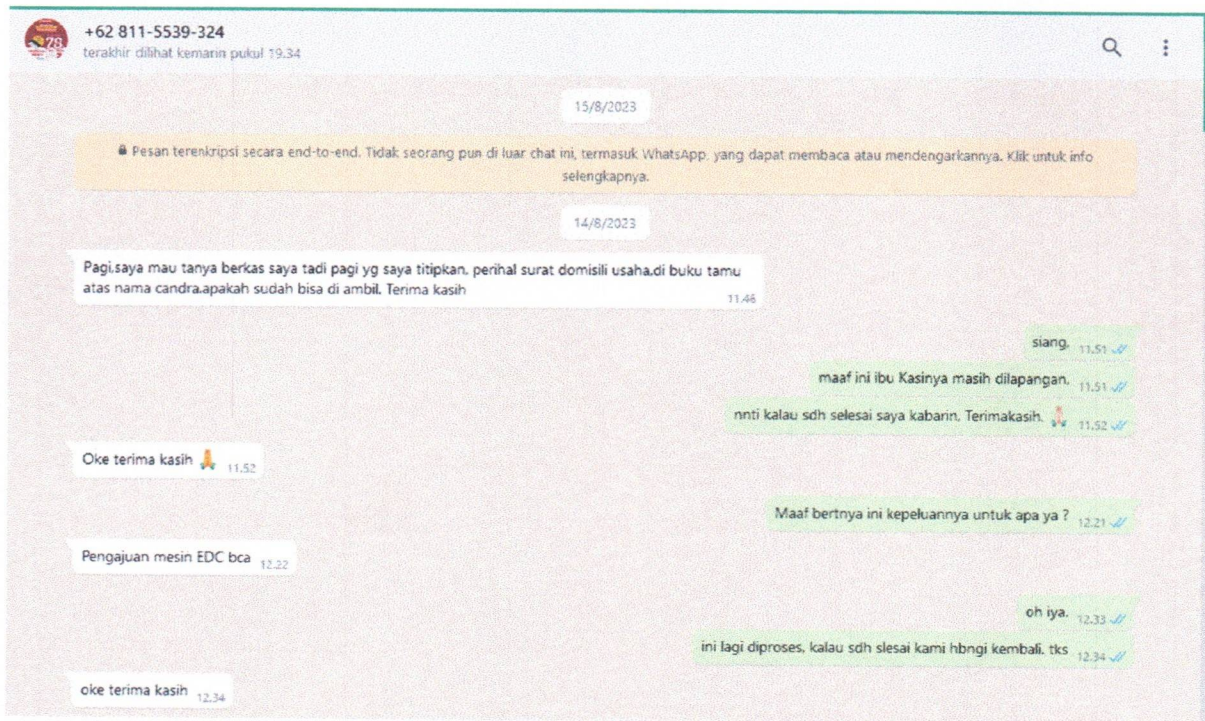 +62 811-5539-324
terakhir dilihat kemarin pukul 19.34
15/8/2023
Pesan terenkripsi secara end-to-end. Tidak seorang pun di luar chat ini, termasuk WhatsApp, yang dapat membaca atau mendengarkannya. Klik untuk info
selengkapnya.
14/8/2023
Pagi,saya mau tanya berkas saya tadi pagi yg saya titipkan, perihal surat domisili usaha,di buku tamu
atas nama candra,apakah sudah bisa di ambil. Terima kasih
11.46
siang, 11.51
maaf ini ibu Kasinya masih dilapangan. 11.51
nnti kalau sdh selesai saya kabarin, Terimakasih. 🙏 11.52
Oke terima kasih 🙏 11.52
Maaf bertnya ini kepeluannya untuk apa ya ? 12.21
Pengajuan mesin EDC bca 12.22
oh iya. 12.33
ini lagi diproses, kalau sdh slesai kami hbngi kembali. tks 12.34
oke terima kasih 12.34